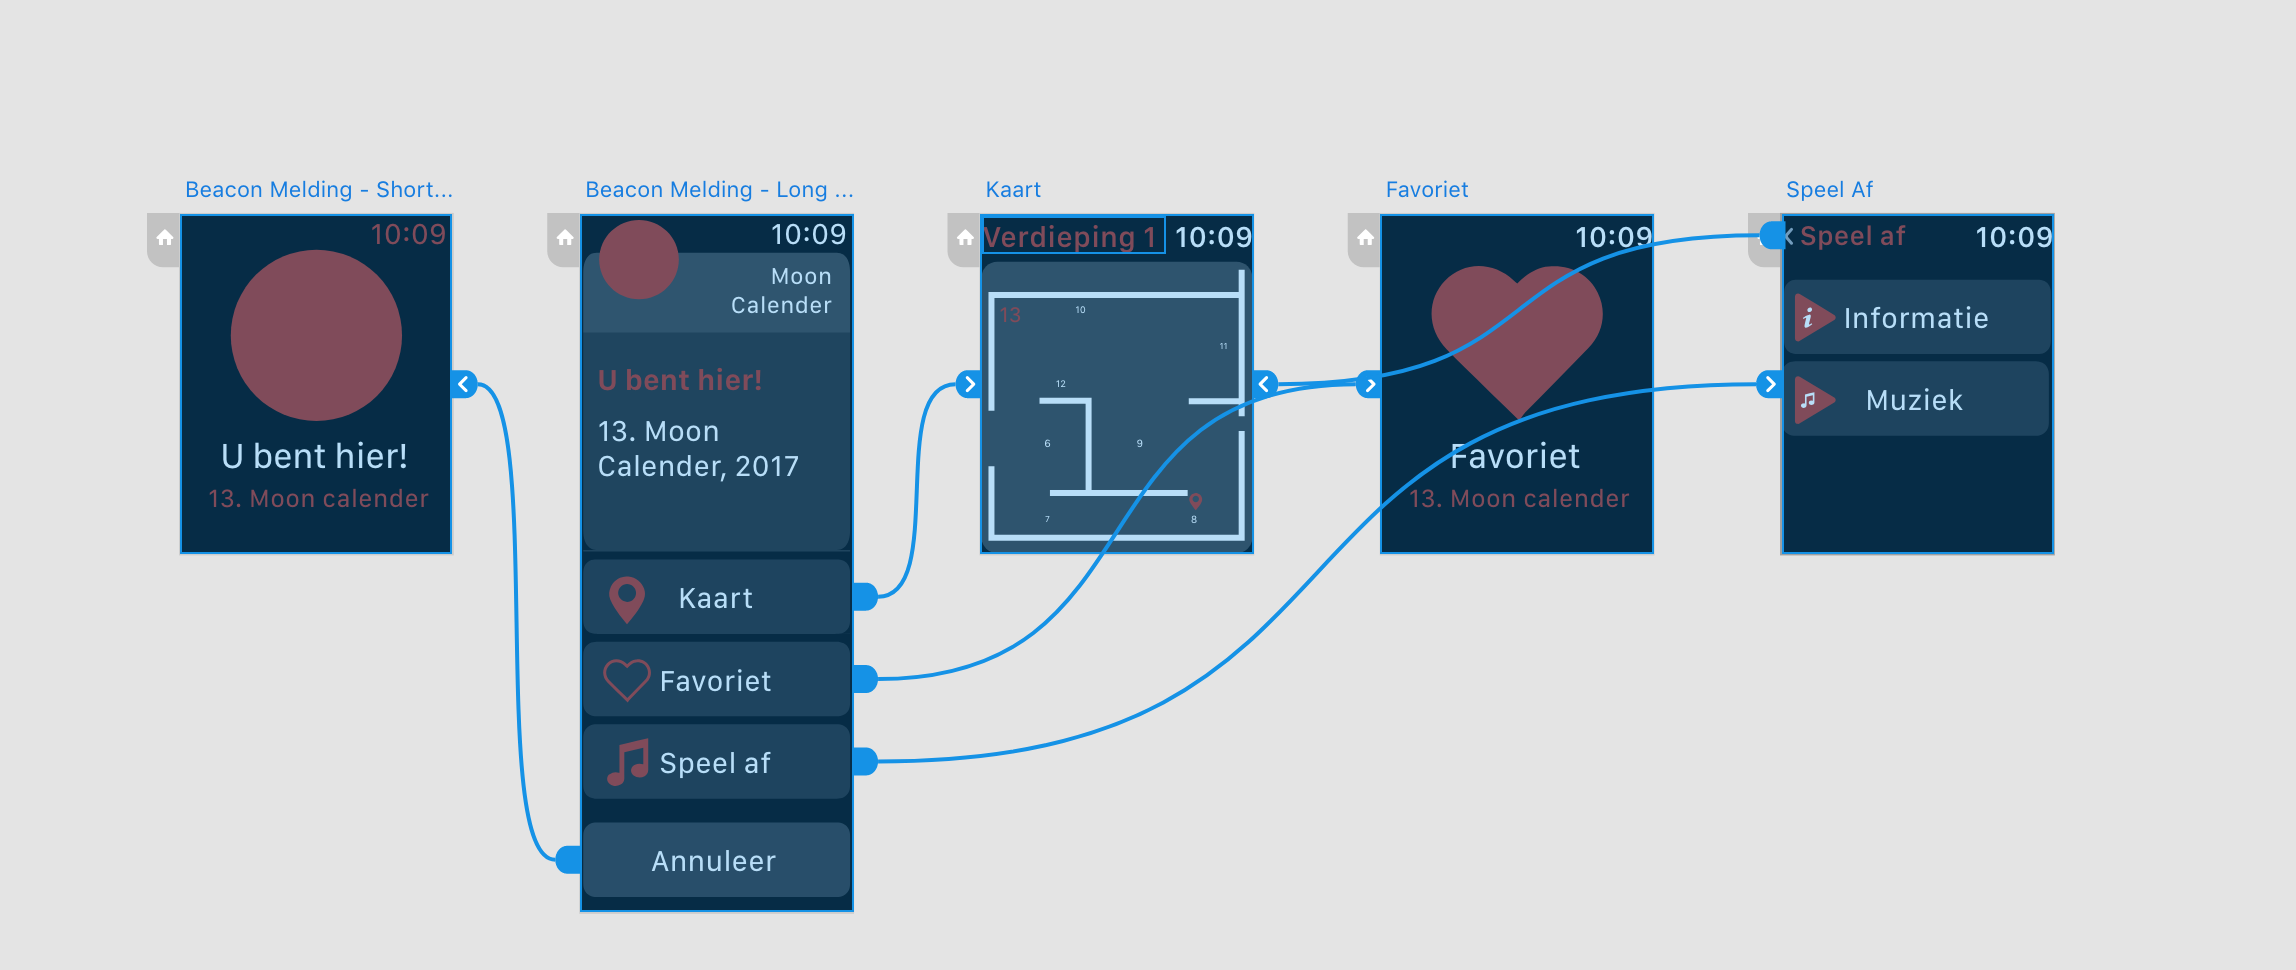 Beacon Melding - Short...
10:09
U bent hier!
13. Moon calender
Beacon Melding - Long ...
10:09
Moon
Calender
U bent hier!
13. Moon
Calender, 2017
Kaart
Favoriet
Speel af
Annuleer
Kaart
Verdieping 1
10:09
13
10
11
12
6
9
7
8
Favoriet
10:09
Favoriet
13. Moon calender
Speel Af
Speel af
10:09
Informatie
Muziek